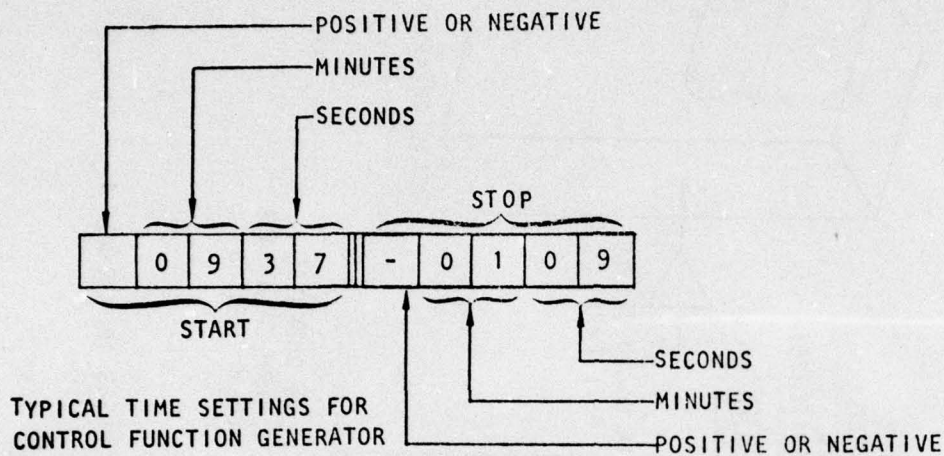 POSITIVE OR NEGATIVE
MINUTES
SECONDS
STOP
0 9 3 7 - 0 1 0 9
START
SECONDS
MINUTES
POSITIVE OR NEGATIVE
TYPICAL TIME SETTINGS FOR
CONTROL FUNCTION GENERATOR